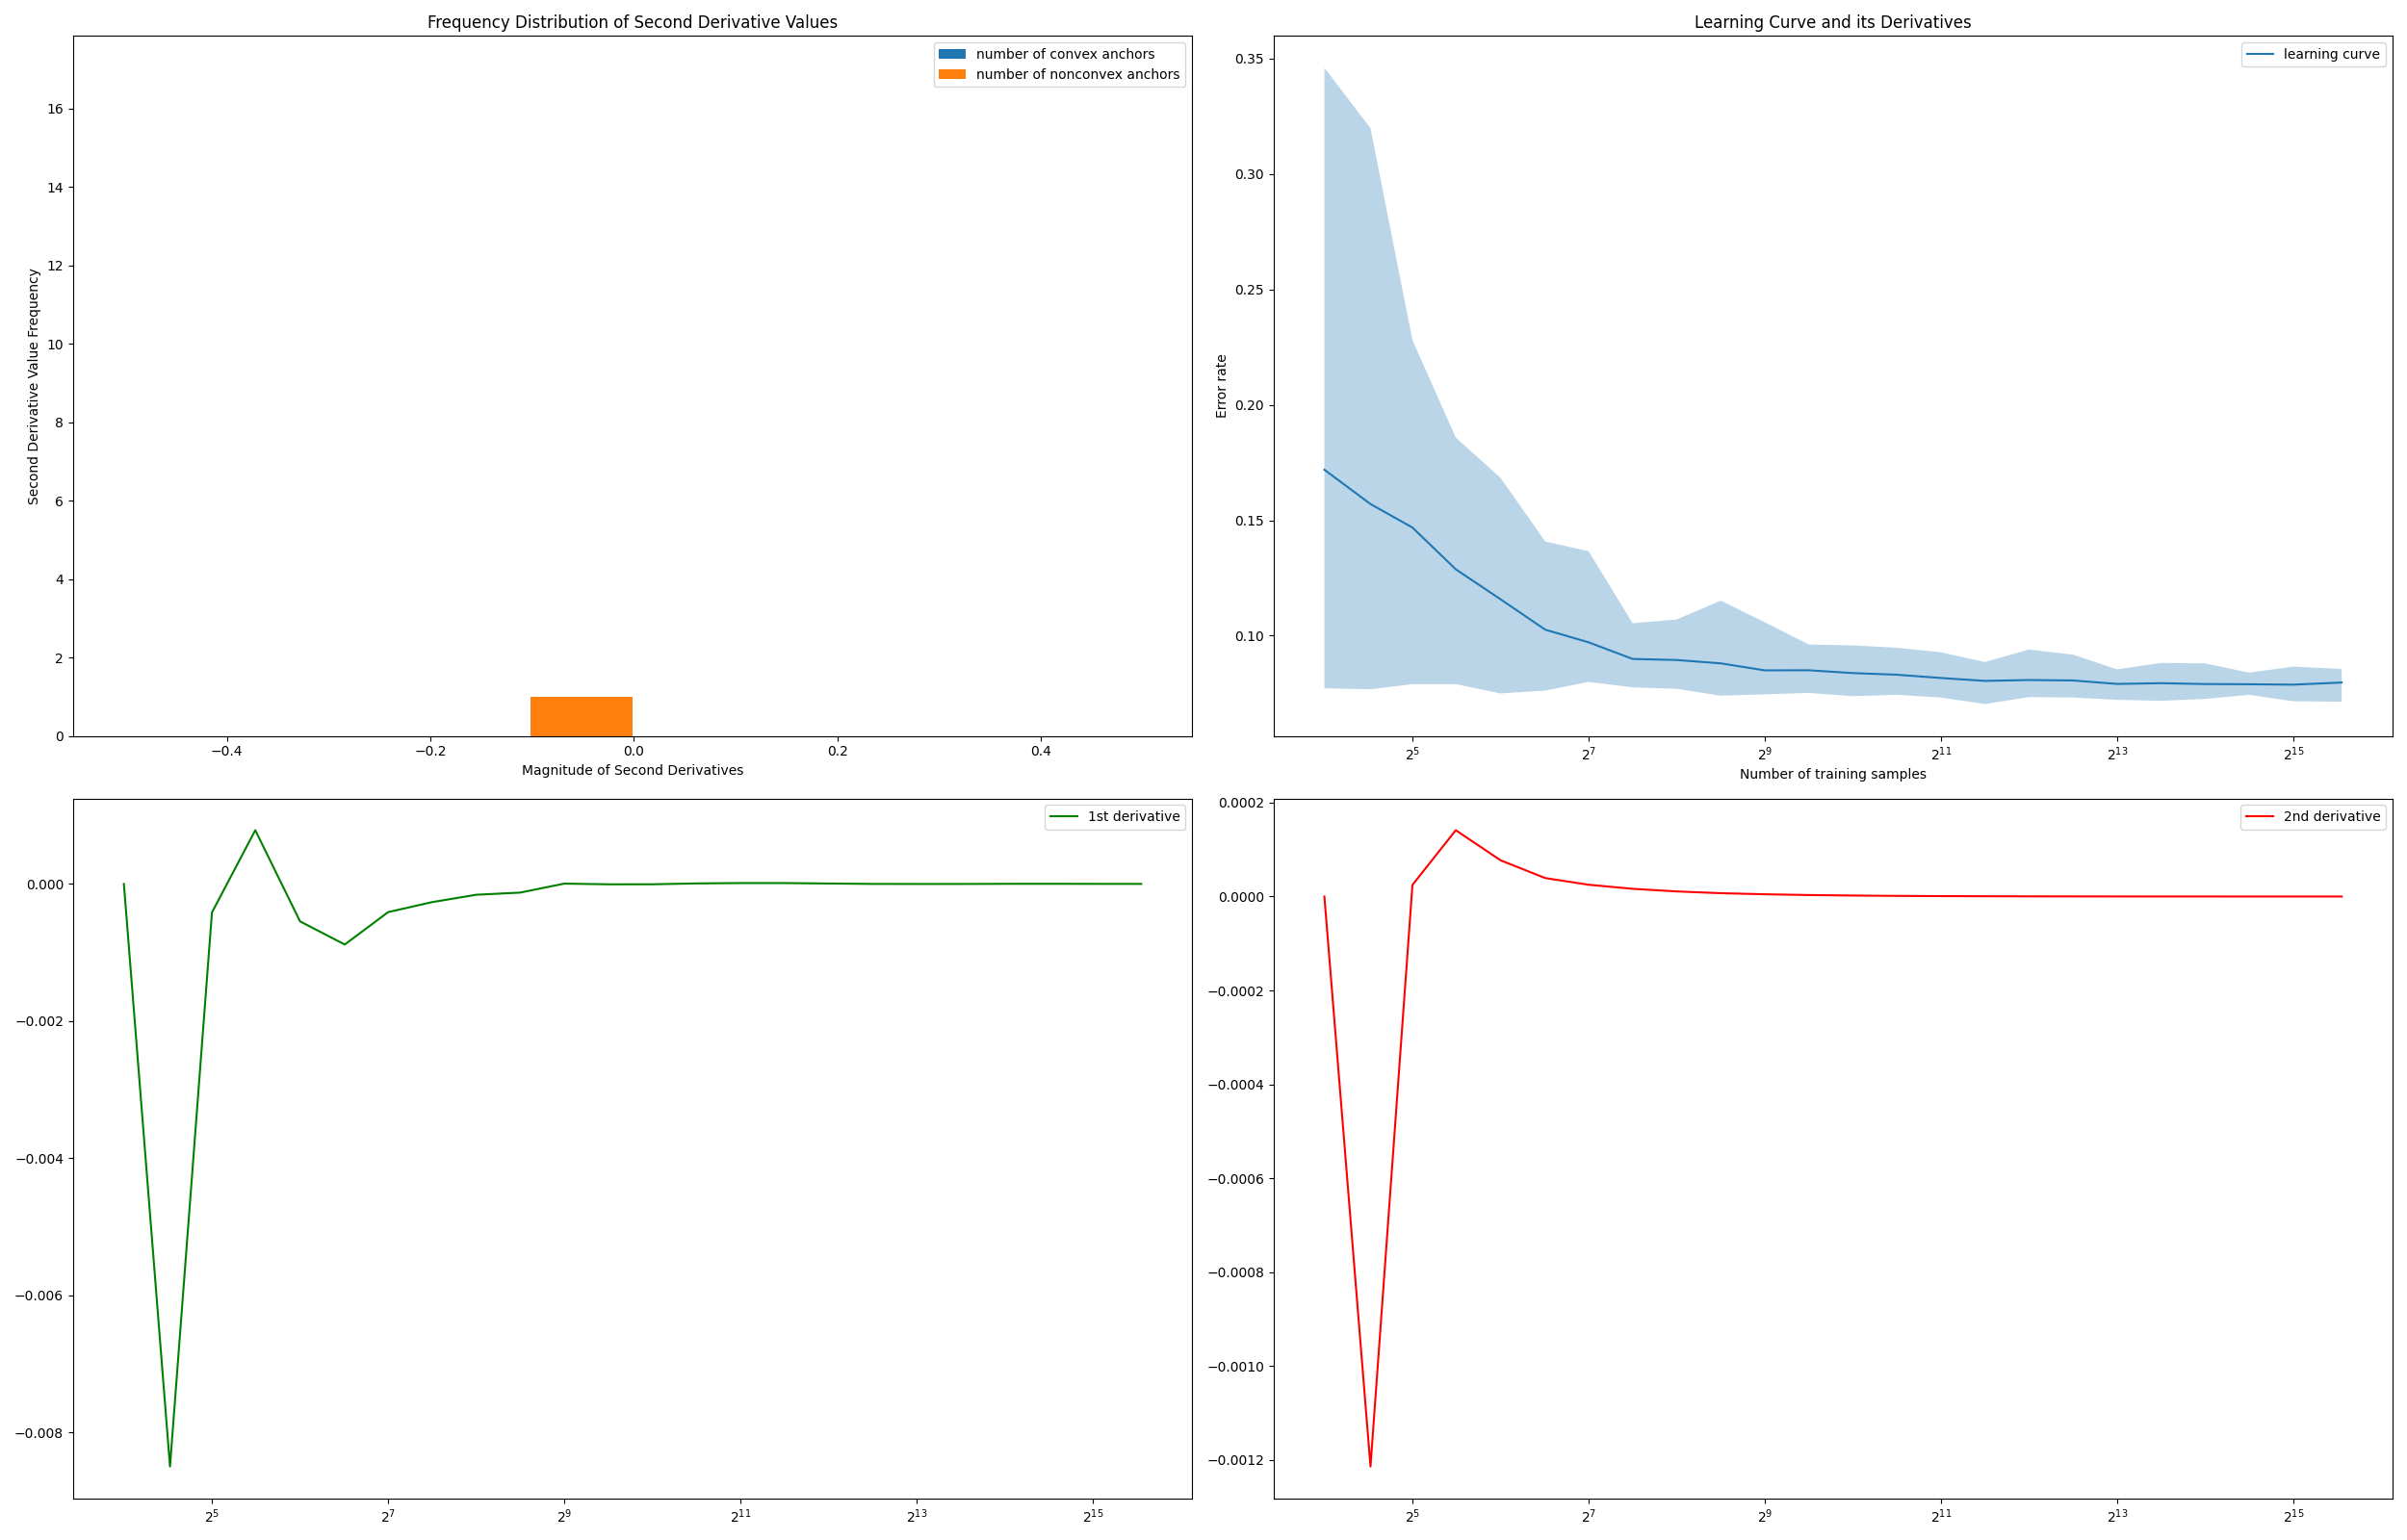 Frequency Distribution of Second Derivative Values
number of convex anchors
number of nonconvex anchors
16
14
12
10
8
6
4
2
0
Second Derivative Value Frequency
−0.4 −0.2 0.0 0.2 0.4
Magnitude of Second Derivatives
Learning Curve and its Derivatives
learning curve
0.35
0.30
0.25
0.20
0.15
0.10
Error rate
2⁵ 2⁷ 2⁹ 2¹¹ 2¹³ 2¹⁵
Number of training samples
1st derivative
0.000
−0.002
−0.004
−0.006
−0.008
2⁵ 2⁷ 2⁹ 2¹¹ 2¹³ 2¹⁵
2nd derivative
0.0002
0.0000
−0.0002
−0.0004
−0.0006
−0.0008
−0.0010
−0.0012
2⁵ 2⁷ 2⁹ 2¹¹ 2¹³ 2¹⁵